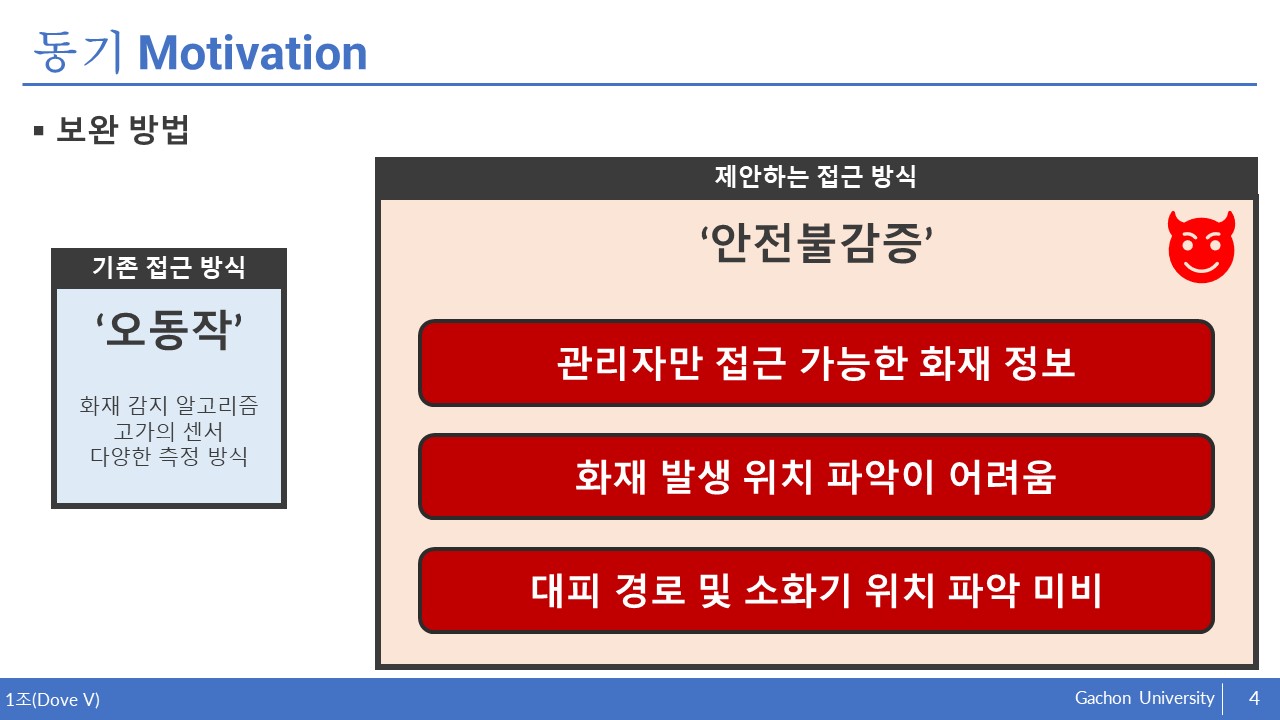 동기 Motivation
▪ 보완 방법
기존 접근 방식
‘오동작’
화재 감지 알고리즘
고가의 센서
다양한 측정 방식
제안하는 접근 방식
‘안전불감증’
관리자만 접근 가능한 화재 정보
화재 발생 위치 파악이 어려움
대피 경로 및 소화기 위치 파악 미비
1조(Dove V)
Gachon University
4